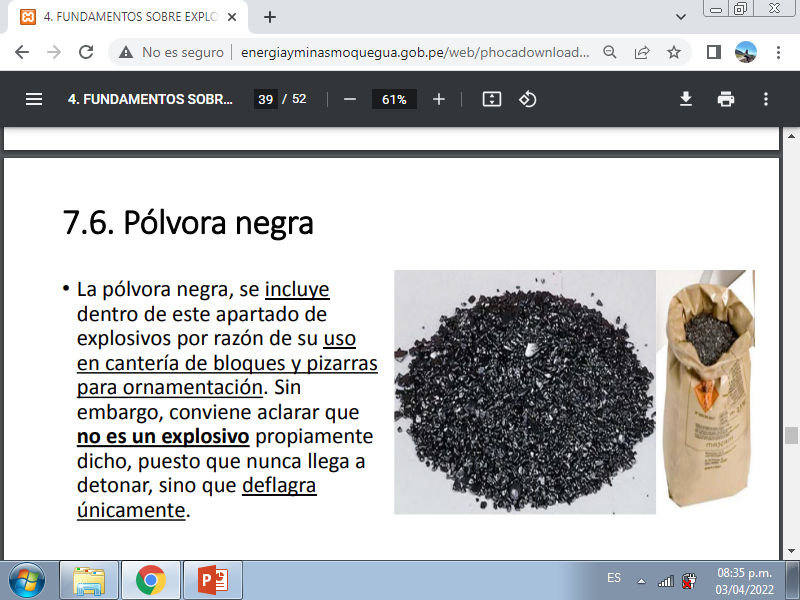 4. FUNDAMENTOS SOBRE EXPLO
No es seguro
energiayminasmoquegua.gob.pe/web/phocadownload...
4. FUNDAMENTOS SOBR...
39 / 52
61%
7.6. Pólvora negra
• La pólvora negra, se incluye
dentro de este apartado de
explosivos por razón de su uso
en cantería de bloques y pizarras
para ornamentación. Sin
embargo, conviene aclarar que
no es un explosivo propiamente
dicho, puesto que nunca llega a
detonar, sino que deflagra
únicamente.
ES
08:35 p.m.
03/04/2022